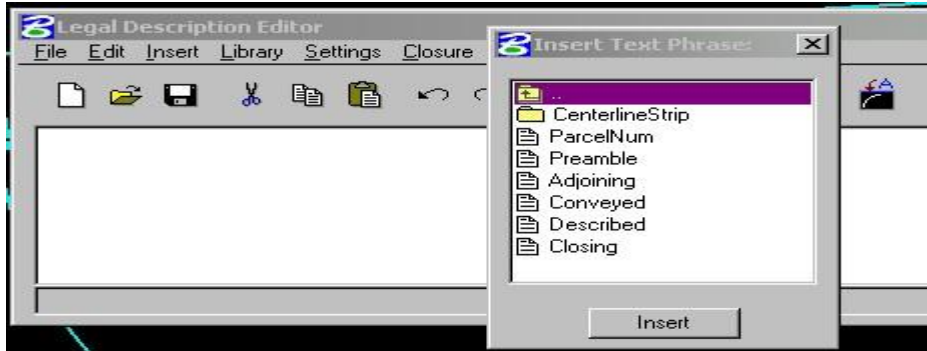 Legal Description Editor
File Edit Insert Library Settings Closure
Insert Text Phrase:
..
CenterlineStrip
ParcelNum
Preamble
Adjoining
Conveyed
Described
Closing
Insert